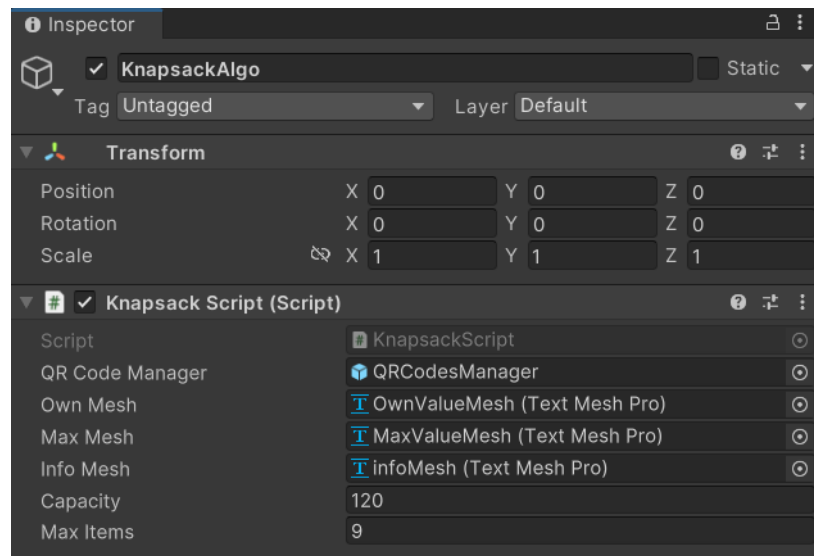 Inspector
KnapsackAlgo Static
Tag Untagged Layer Default
Transform
Position X 0 Y 0 Z 0
Rotation X 0 Y 0 Z 0
Scale X 1 Y 1 Z 1
# Knapsack Script (Script)
Script # KnapsackScript
QR Code Manager QRCodesManager
Own Mesh T OwnValueMesh (Text Mesh Pro)
Max Mesh T MaxValueMesh (Text Mesh Pro)
Info Mesh T infoMesh (Text Mesh Pro)
Capacity 120
Max Items 9